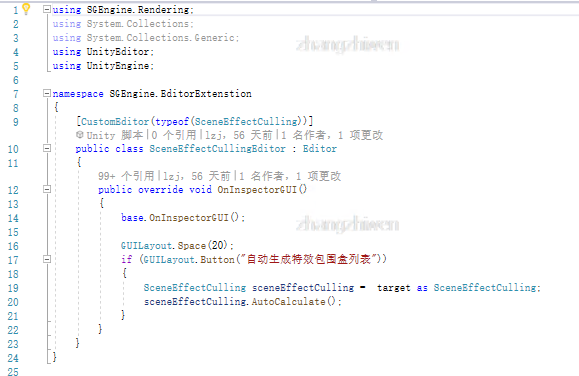 1 using SGEngine.Rendering;
2 using System.Collections;
3 using System.Collections.Generic;
4 using UnityEditor;
5 using UnityEngine;
6
7 namespace SGEngine.EditorExtenstion
8 {
9 [CustomEditor(typeof(SceneEffectCulling))]
Unity 脚本|0 个引用|lzj，56 天前|1 名作者，1 项更改
10 public class SceneEffectCullingEditor : Editor
11 {
99+ 个引用|lzj，56 天前|1 名作者，1 项更改
12 public override void OnInspectorGUI()
13 {
14 base.OnInspectorGUI();
15
16 GUILayout.Space(20);
17 if (GUILayout.Button("自动生成特效包围盒列表"))
18 {
19 SceneEffectCulling sceneEffectCulling = target as SceneEffectCulling;
20 sceneEffectCulling.AutoCalculate();
21 }
22 }
23 }
24 }
25
zhangzhiwen
zhangzhiwen